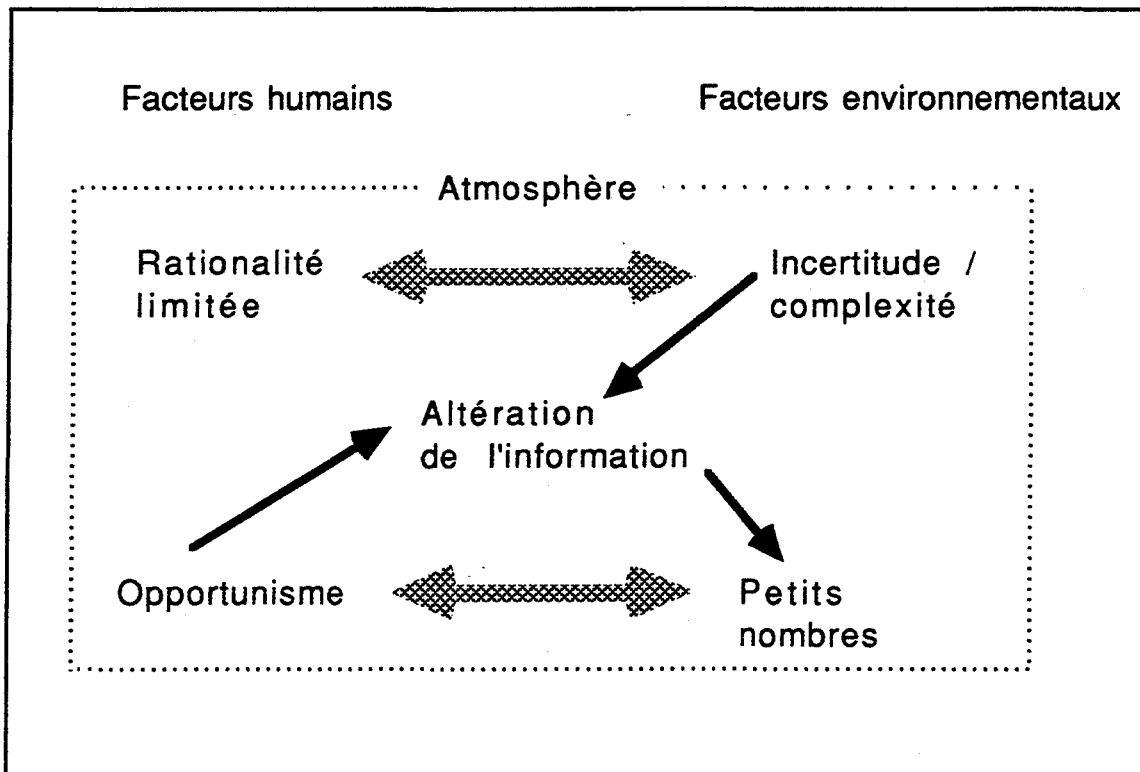 Facteurs humains
Facteurs environnementaux
Atmosphère
Rationalité
limitée
Incertitude /
complexité
Altération
de l'information
Opportunisme
Petits
nombres